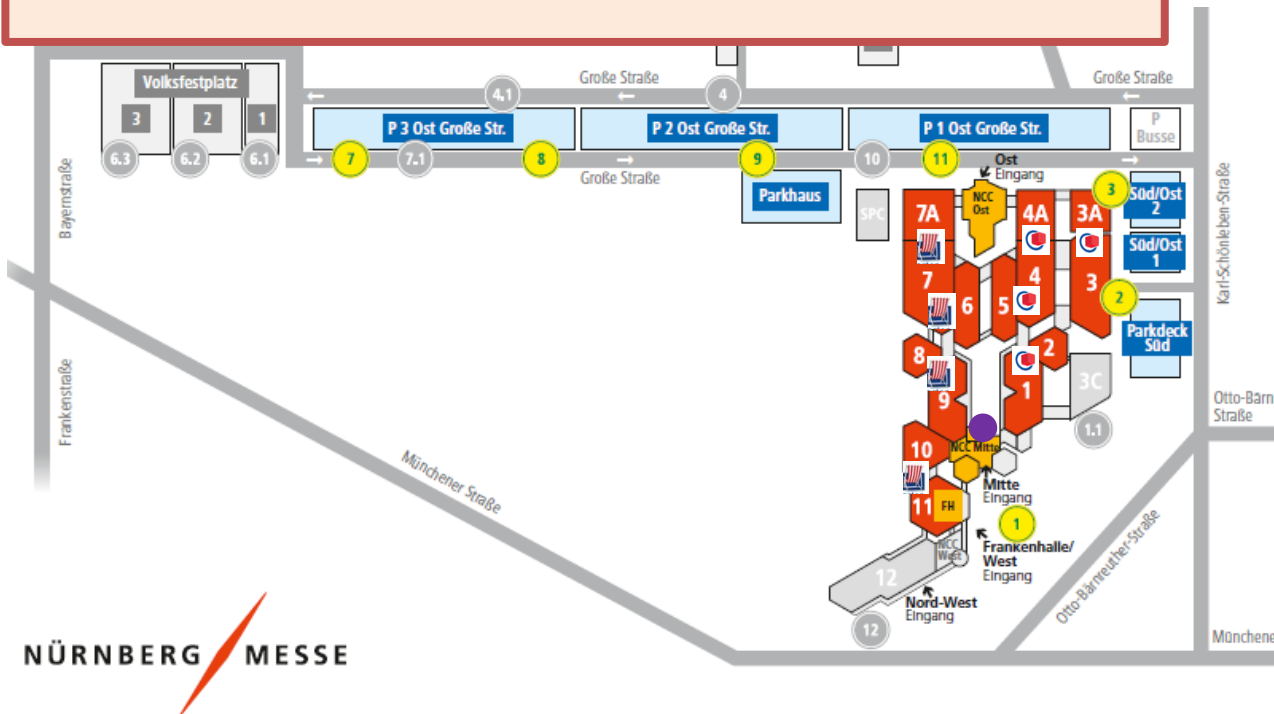 Große Straße
Große Straße
Volksfestplatz
3
2
1
4.1
4
P 3 Ost Große Str.
P 2 Ost Große Str.
P 1 Ost Große Str.
P
Busse
6.3
6.2
6.1
7
7.1
8
9
10
11
Große Straße
Ost
Eingang
Parkhaus
SPC
7A
NCC
Ost
4A
3A
3
Süd/Ost
2
Süd/Ost
1
Bayernstraße
Karl-Schönleben-Straße
7
6
5
4
3
2
Parkdeck
Süd
8
2
9
1
3C
1.1
Otto-Bärn
Straße
Frankenstraße
Münchener Straße
10
NCC Mitte
Mitte
Eingang
11
FH
1
NCC
West
Frankenhalle/
West
Eingang
Otto-Bärnreuther-Straße
12
Nord-West
Eingang
12
Münchene
NÜRNBERG MESSE